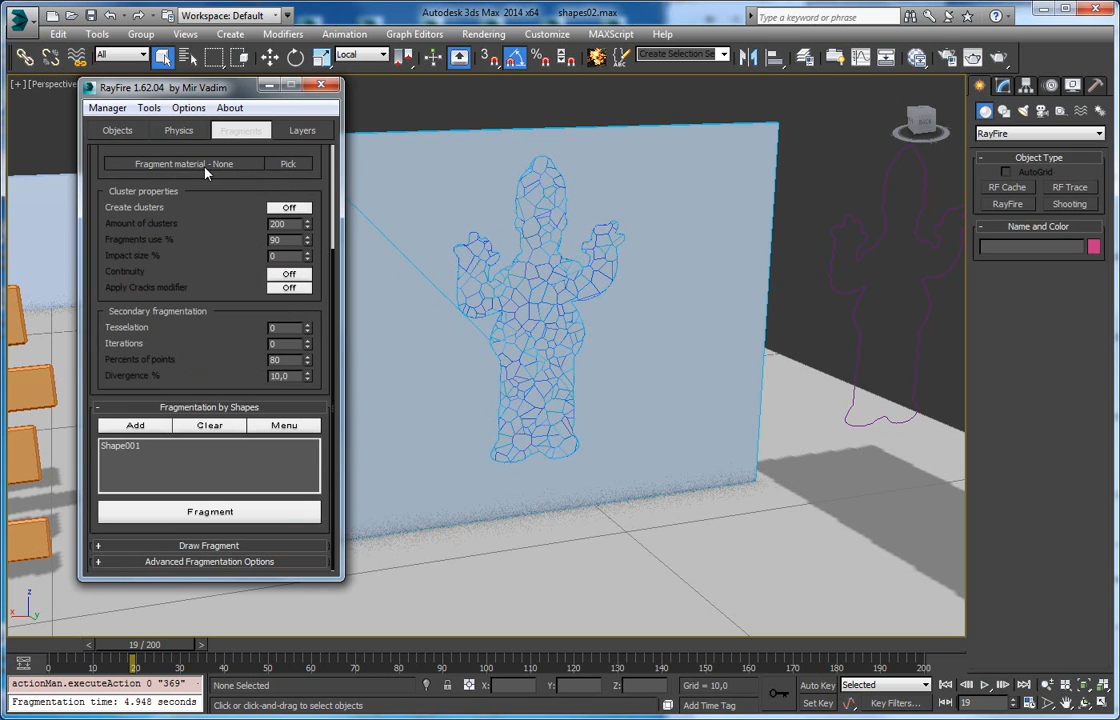 Workspace: Default
Autodesk 3ds Max 2014 x64 shapes02.max
Type a keyword or phrase
Edit Tools Group Views Create Modifiers Animation Graph Editors Rendering Customize MAXScript Help
All
Local
Create Selection Se
[+] [Perspective
RayFire 1.62.04 by Mir Vadim
Manager Tools Options About
Objects Physics Fragments Layers
Fragment material - None Pick
Cluster properties
Create clusters Off
Amount of clusters 200
Fragments use % 90
Impact size % 0
Continuity Off
Apply Cracks modifier Off
Secondary fragmentation
Tesselation 0
Iterations 0
Percents of points 80
Divergence % 10,0
- Fragmentation by Shapes
Add Clear Menu
Shape001
Fragment
+ Draw Fragment
+ Advanced Fragmentation Options
BACK
RayFire
- Object Type
AutoGrid
RF Cache RF Trace
RayFire Shooting
- Name and Color
z
x
y
< 19 / 200 >
0 10 20 30 40 50 60 70 80 90 100 110 120 130 140 150 160 170 180 190 200
actionMan.executeAction 0 "369"
Fragmentation time: 4.948 seconds
None Selected
X: Y: Z: Grid = 10,0
Click or click-and-drag to select objects
Add Time Tag
Auto Key Selected
Set Key Key Filters...
19